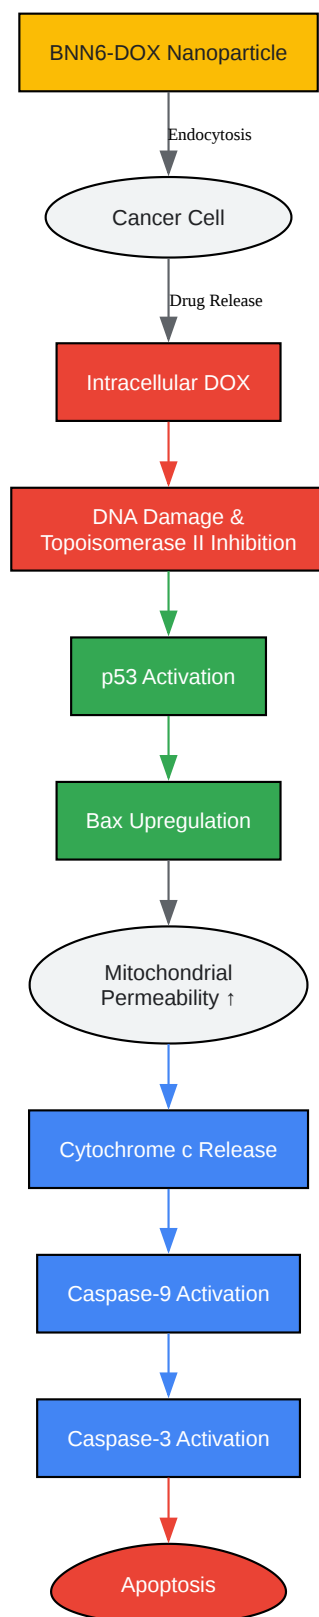 BNN6-DOX Nanoparticle
Endocytosis
Cancer Cell
Drug Release
Intracellular DOX
DNA Damage &
Topoisomerase II Inhibition
p53 Activation
Bax Upregulation
Mitochondrial
Permeability ↑
Cytochrome c Release
Caspase-9 Activation
Caspase-3 Activation
Apoptosis